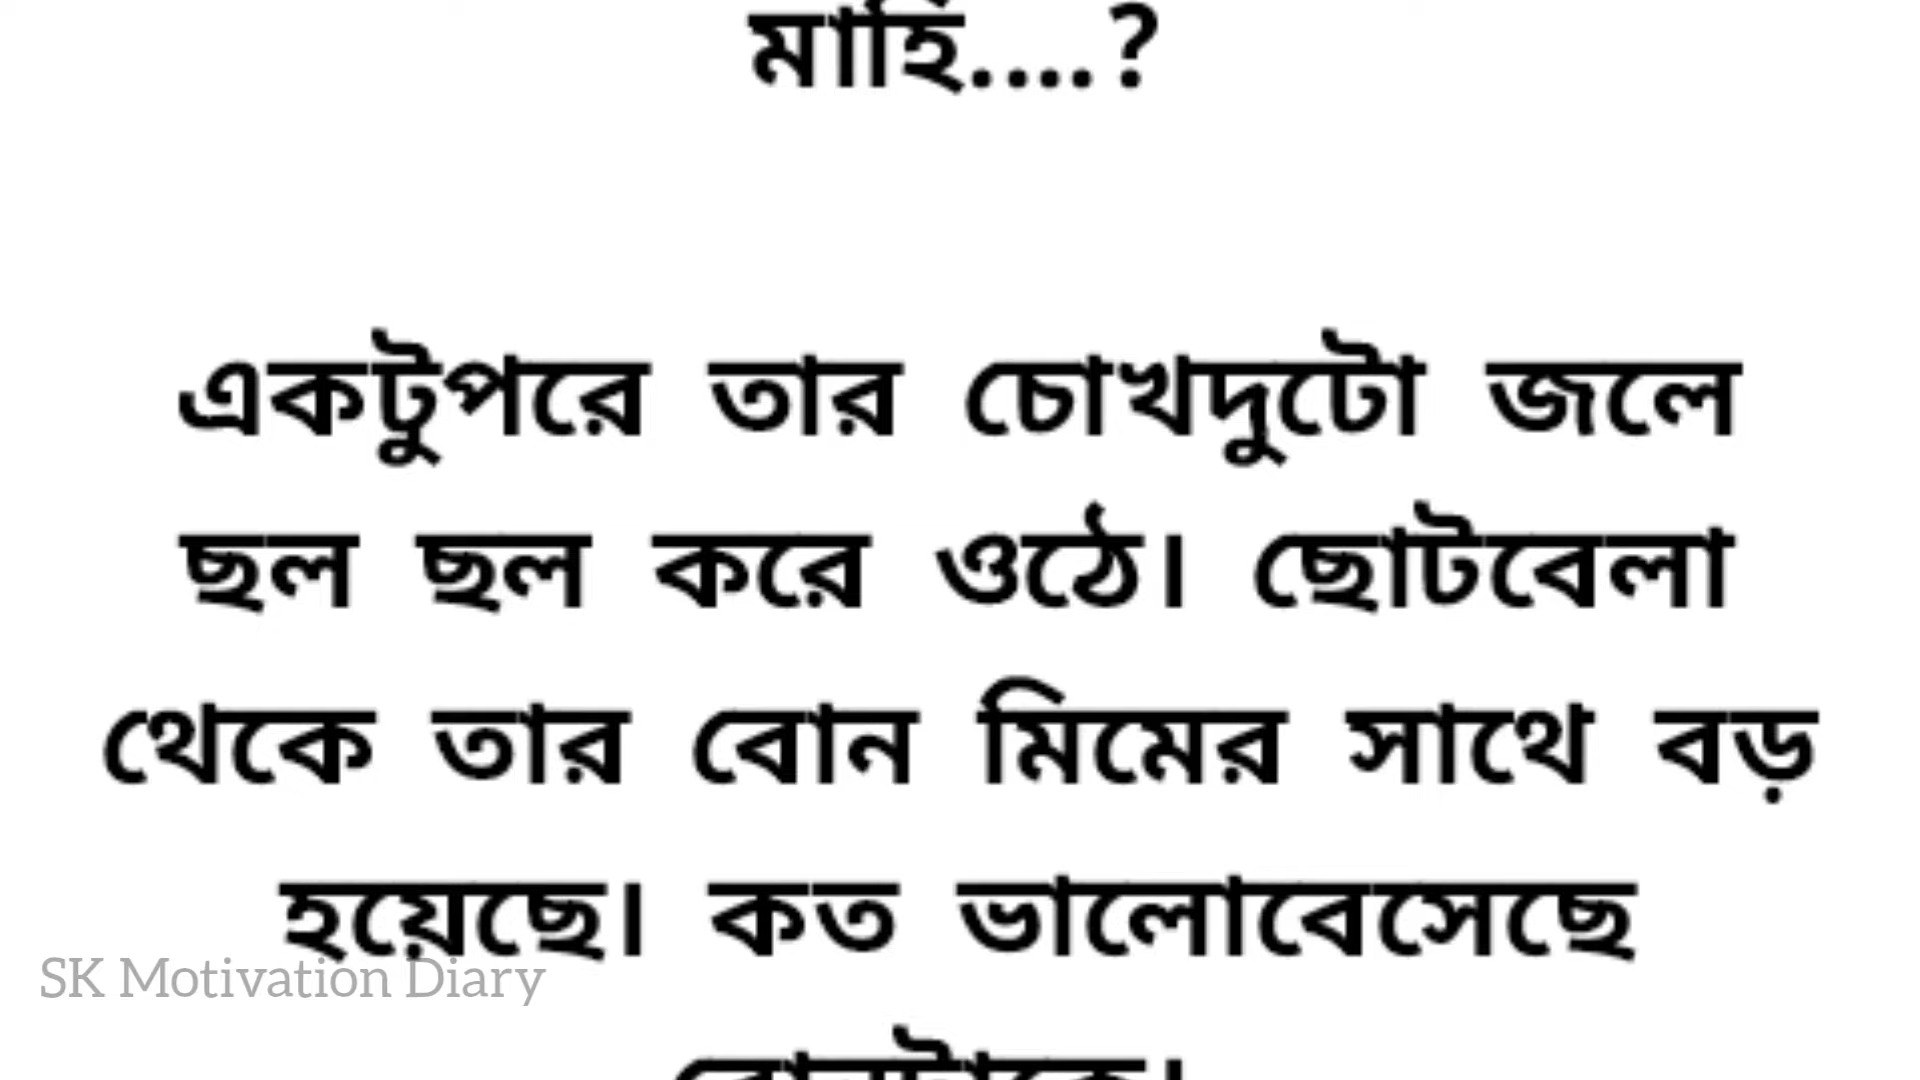 মাহি....?
একটুপরে তার চোখদুটো জলে
ছল ছল করে ওঠে। ছোটবেলা
থেকে তার বোন মিমের সাথে বড়
হয়েছে। কত ভালোবেসেছে
SK Motivation Diary